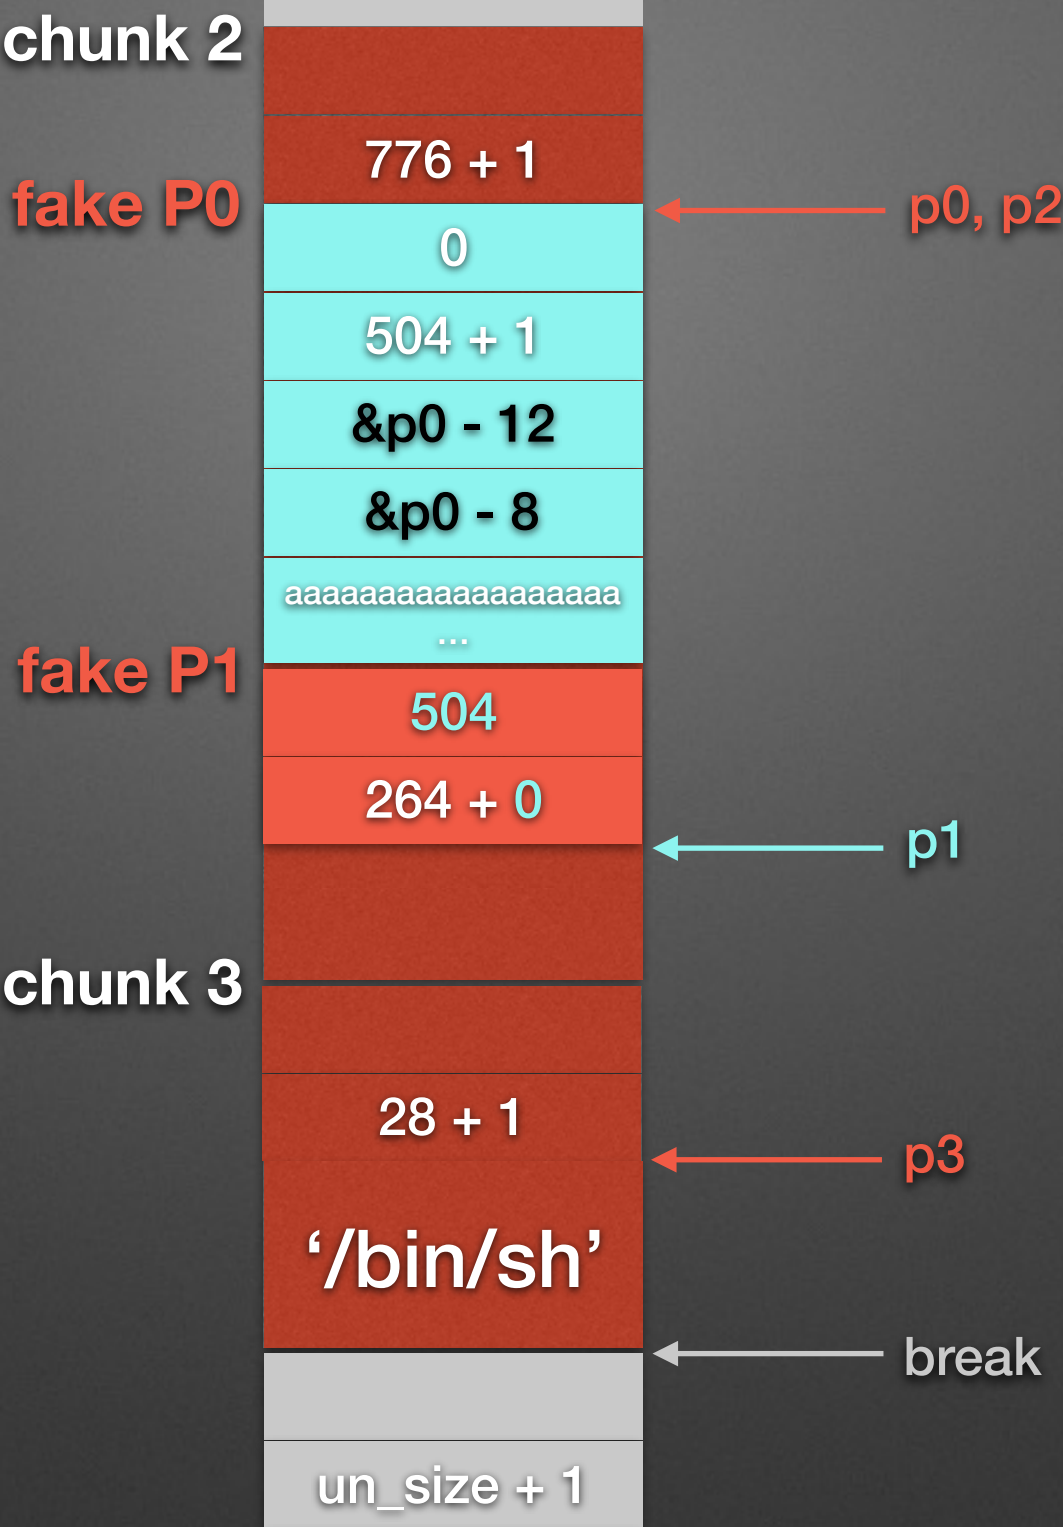 chunk 2
776 + 1
fake P0
p0, p2
0
504 + 1
&p0 - 12
&p0 - 8
aaaaaaaaaaaaaaaaaa
...
fake P1
504
264 + 0
p1
chunk 3
28 + 1
p3
‘/bin/sh’
break
un_size + 1